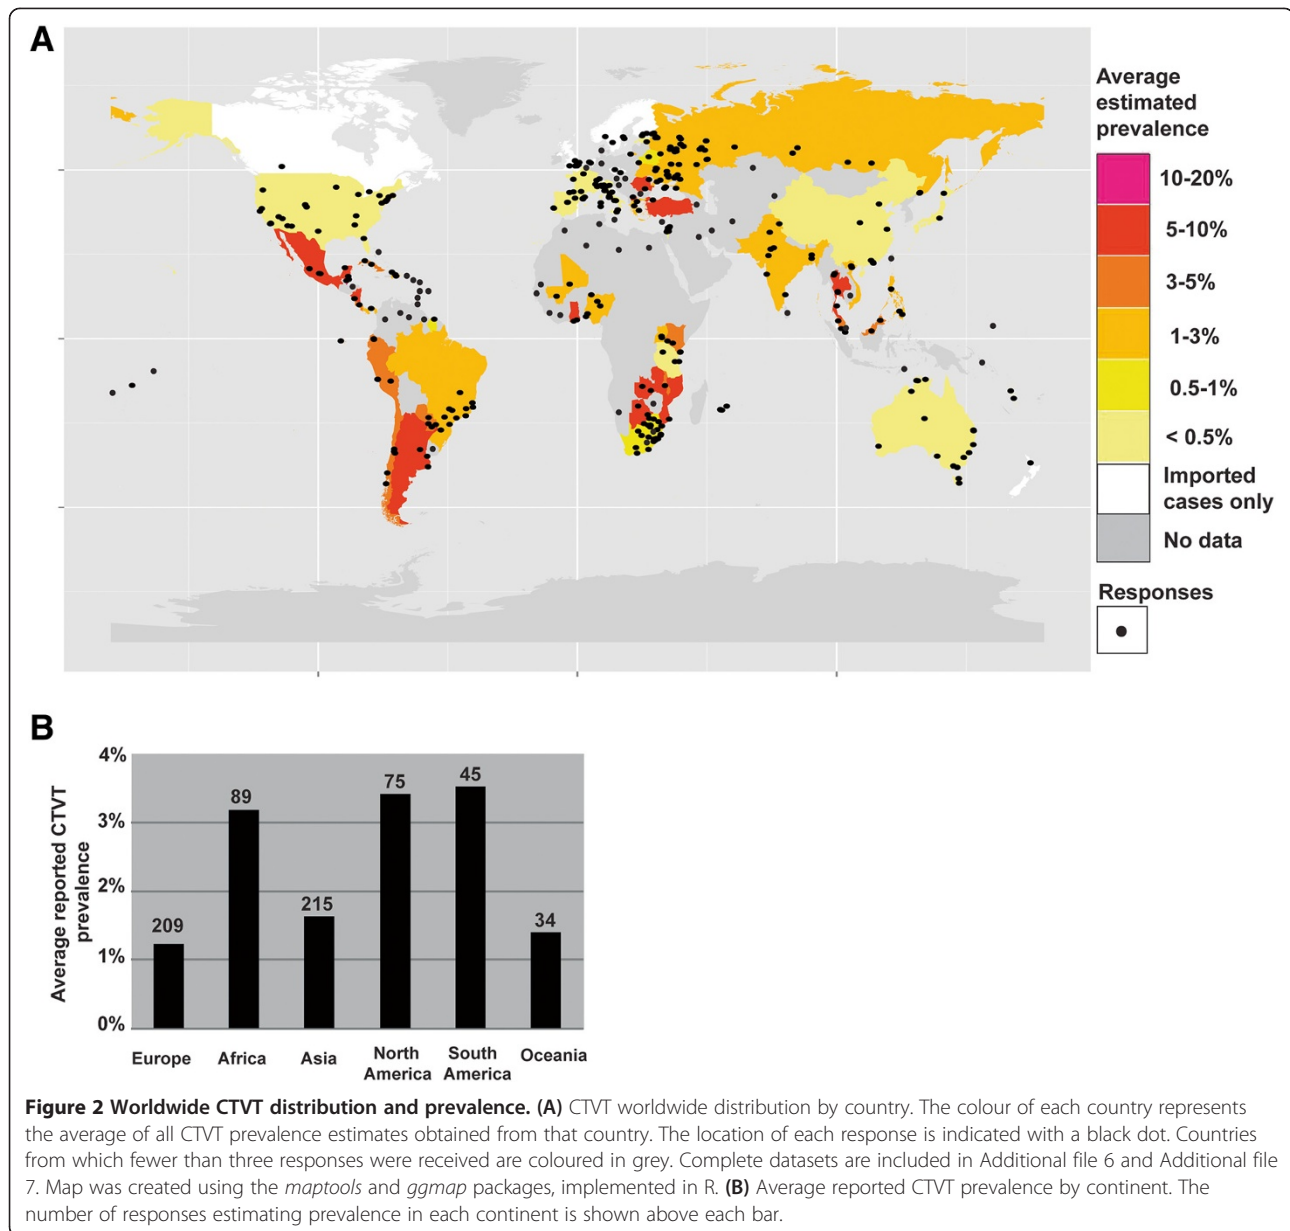 A
Average
estimated
prevalence
10-20%
5-10%
3-5%
1-3%
0.5-1%
< 0.5%
Imported
cases only
No data
Responses
B
Average reported CTVT
prevalence
4%
3%
2%
1%
0%
209
89
215
75
45
34
Europe
Africa
Asia
North
America
South
America
Oceania
Figure 2 Worldwide CTVT distribution and prevalence. (A) CTVT worldwide distribution by country. The colour of each country represents
the average of all CTVT prevalence estimates obtained from that country. The location of each response is indicated with a black dot. Countries
from which fewer than three responses were received are coloured in grey. Complete datasets are included in Additional file 6 and Additional file
7. Map was created using the maptools and ggmap packages, implemented in R. (B) Average reported CTVT prevalence by continent. The
number of responses estimating prevalence in each continent is shown above each bar.